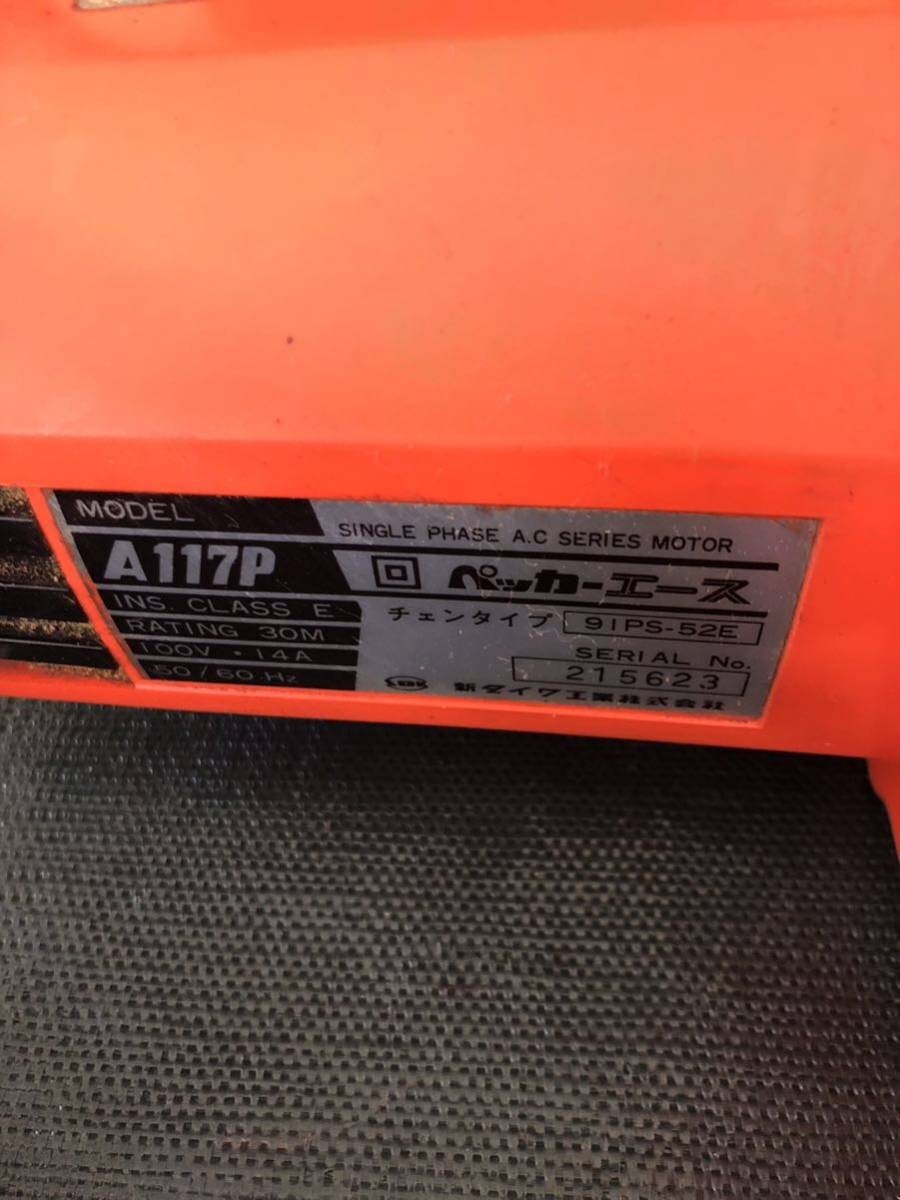 MODEL
SINGLE PHASE A.C SERIES MOTOR
A117P
ペッカーエース
INS. CLASS E
チェンタイプ 91PS-52E
RATING 30M
100V・14A
SERIAL No.
50/60 Hz
215623
新ダイワ工業株式会社